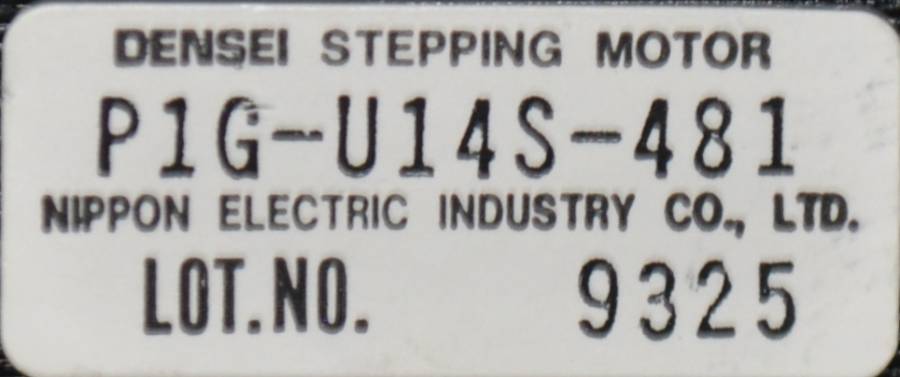 DENSEI STEPPING MOTOR
P1G-U14S-481
NIPPON ELECTRIC INDUSTRY CO., LTD.
LOT.NO. 9325